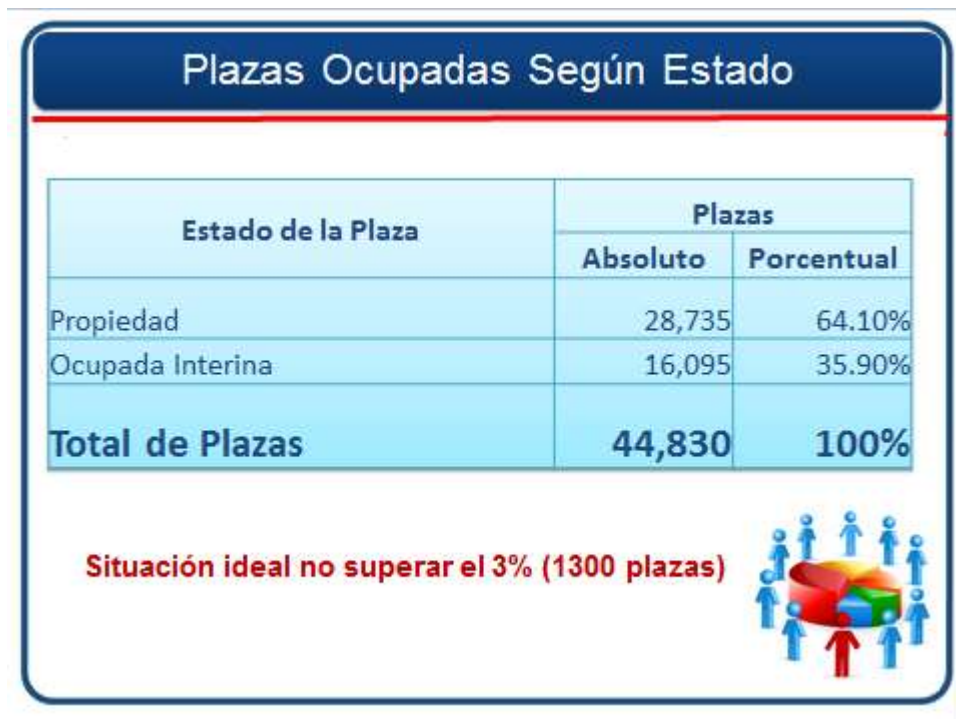 Plazas Ocupadas Según Estado
Estado de la Plaza
Plazas
Absoluto Porcentual
Propiedad 28,735 64.10%
Ocupada Interina 16,095 35.90%
Total de Plazas 44,830 100%
Situación ideal no superar el 3% (1300 plazas)